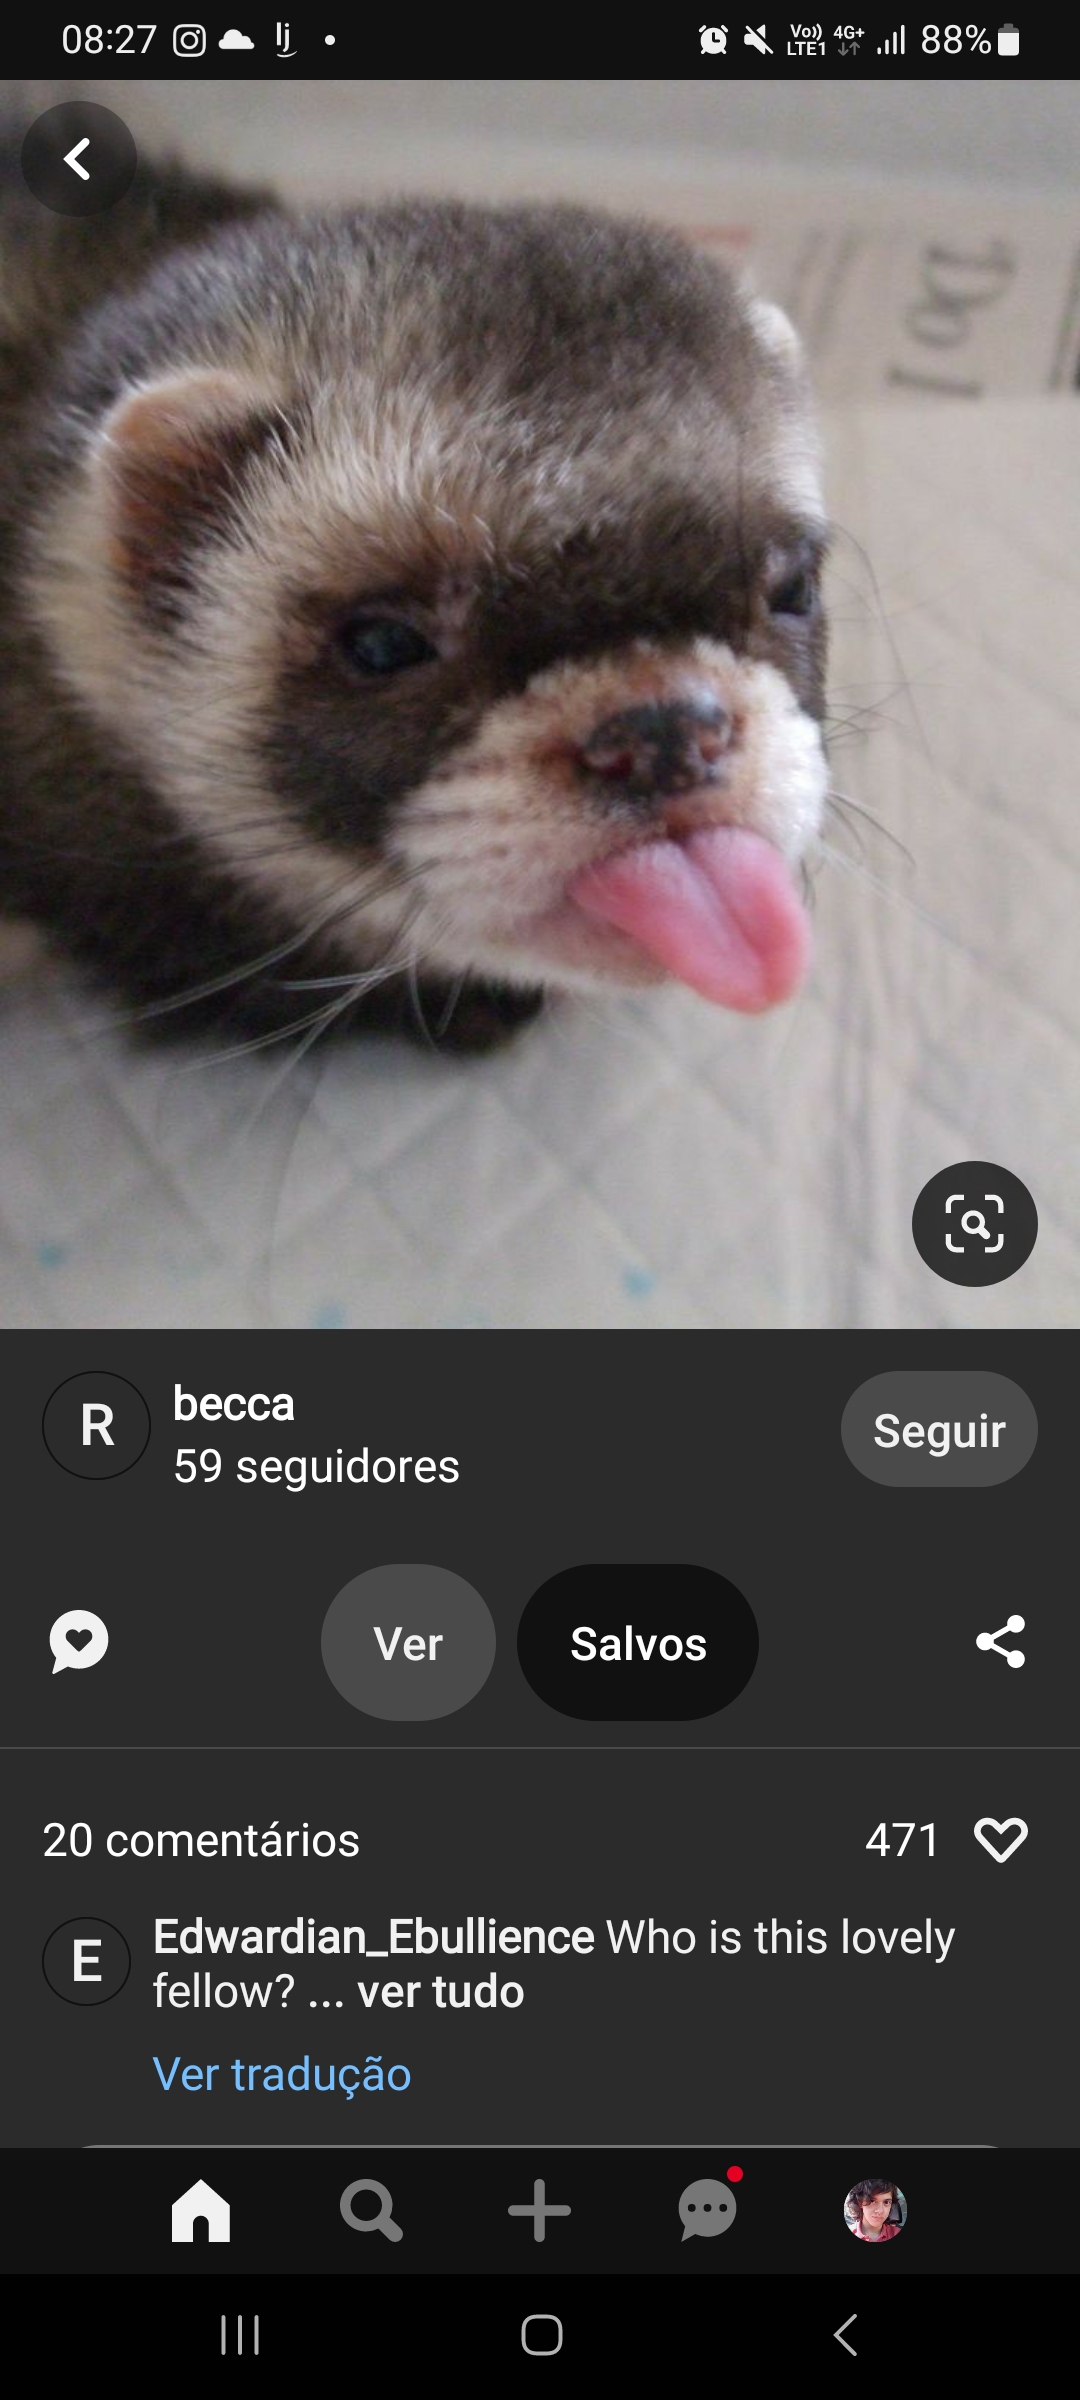 08:27
Vo)) LTE1 4G+ 88%
Do I
R
becca
59 seguidores
Seguir
Ver
Salvos
20 comentários
471
E
Edwardian_Ebullience Who is this lovely
fellow? ... ver tudo
Ver tradução